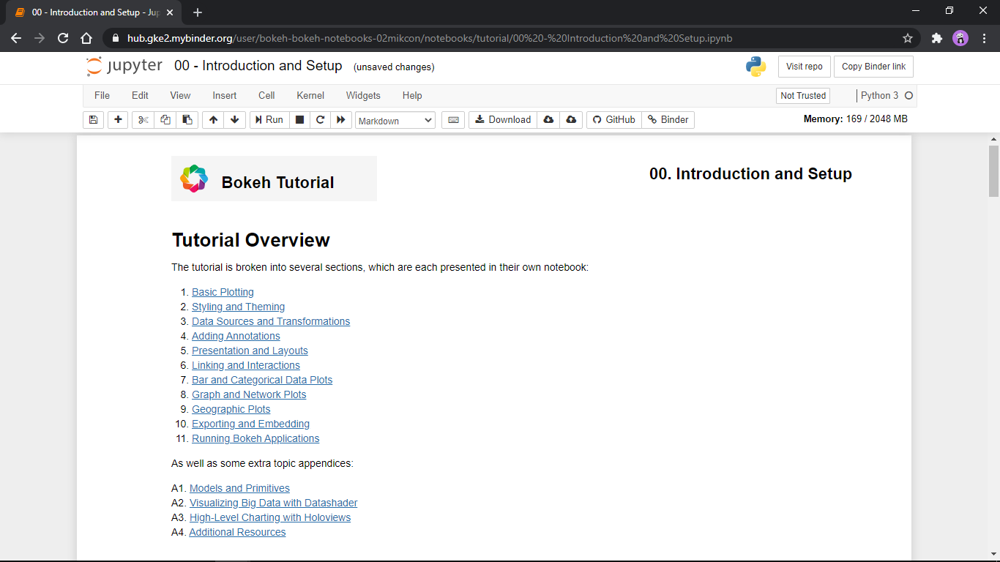 00 - Introduction and Setup - Jup
hub.gke2.mybinder.org/user/bokeh-bokeh-notebooks-02mikcon/notebooks/tutorial/00%20-%20Introduction%20and%20Setup.ipynb
jupyter 00 - Introduction and Setup (unsaved changes) Visit repo Copy Binder link
File Edit View Insert Cell Kernel Widgets Help Not Trusted Python 3
Run Markdown Download GitHub Binder Memory: 169 / 2048 MB
Bokeh Tutorial
00. Introduction and Setup
Tutorial Overview
The tutorial is broken into several sections, which are each presented in their own notebook:
1. Basic Plotting
2. Styling and Theming
3. Data Sources and Transformations
4. Adding Annotations
5. Presentation and Layouts
6. Linking and Interactions
7. Bar and Categorical Data Plots
8. Graph and Network Plots
9. Geographic Plots
10. Exporting and Embedding
11. Running Bokeh Applications
As well as some extra topic appendices:
A1. Models and Primitives
A2. Visualizing Big Data with Datashader
A3. High-Level Charting with Holoviews
A4. Additional Resources